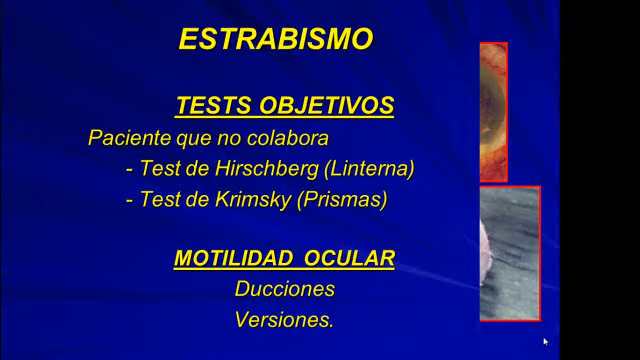 ESTRABISMO
TESTS OBJETIVOS
Paciente que no colabora
- Test de Hirschberg (Linterna)
- Test de Krimsky (Prismas)
MOTILIDAD OCULAR
Ducciones
Versiones.